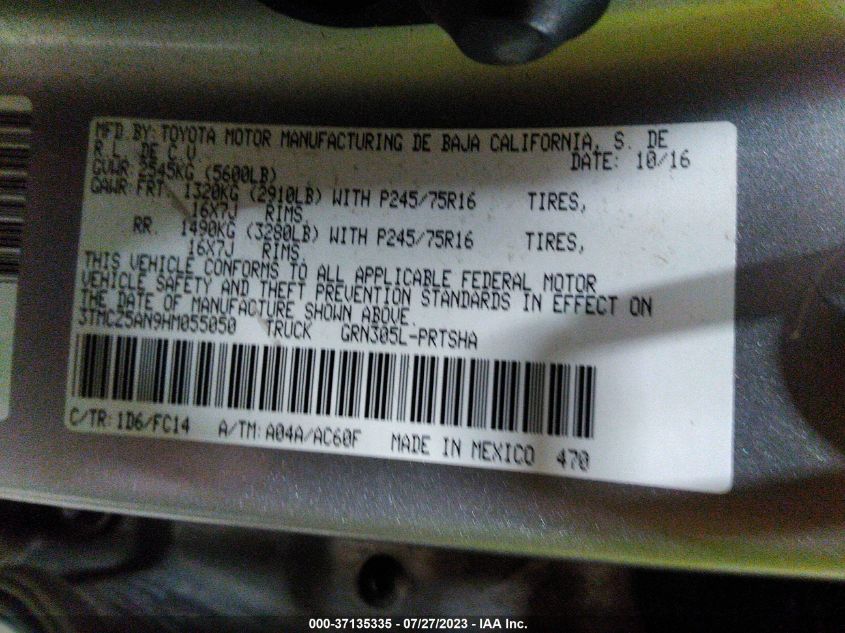 MFD.BY:TOYOTA MOTOR MANUFACTURING DE BAJA CALIFORNIA, S. DE
R.L. DE C.V. DATE: 10/16
GVWR:2545KG (5600LB)
GAWR:FRT. 1320KG (2910LB) WITH P245/75R16 TIRES,
16X7J RIMS,
RR. 1490KG (3280LB) WITH P245/75R16 TIRES,
16X7J RIMS,
THIS VEHICLE CONFORMS TO ALL APPLICABLE FEDERAL MOTOR
VEHICLE SAFETY AND THEFT PREVENTION STANDARDS IN EFFECT ON
THE DATE OF MANUFACTURE SHOWN ABOVE.
3TMCZ5AN9HM055050 TRUCK GRN305L-PRTSHA
C/TR:1D6/FC14 A/TM:A04A/AC60F MADE IN MEXICO 470
000-37135335 - 07/27/2023 - IAA Inc.